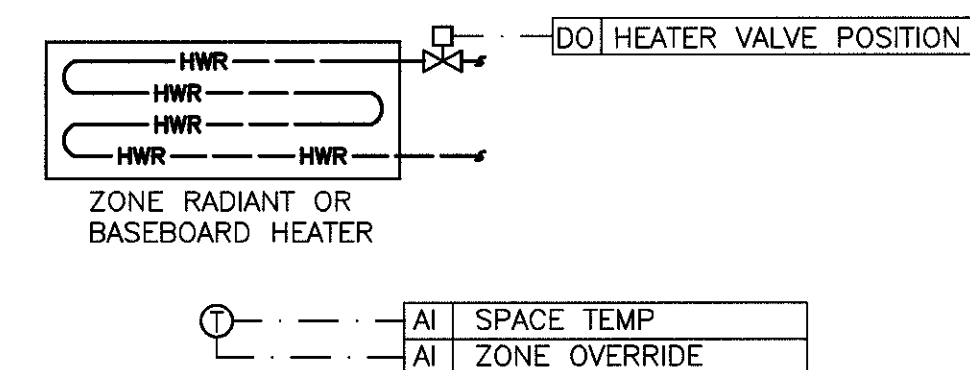 DO HEATER VALVE POSITION
HWR
HWR
HWR
HWR HWR
ZONE RADIANT OR
BASEBOARD HEATER
T AI SPACE TEMP
AI ZONE OVERRIDE